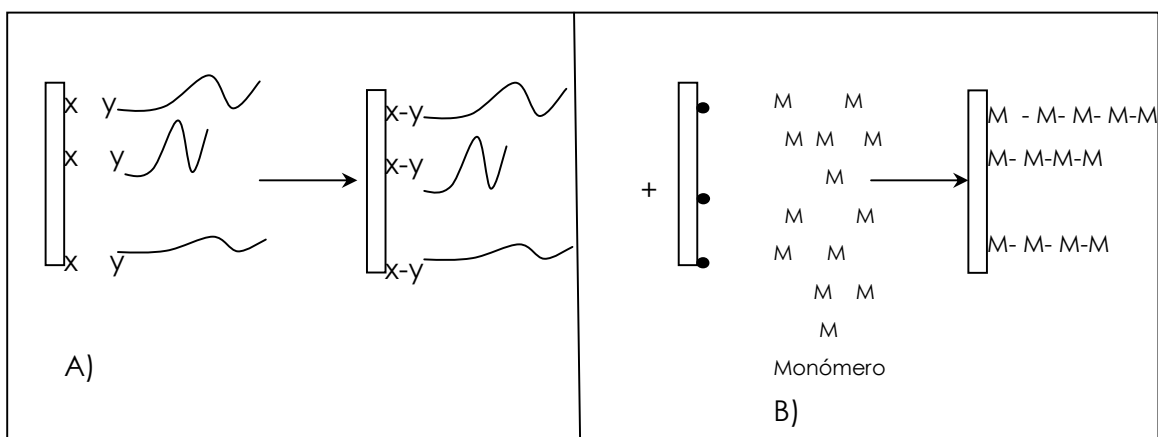 x y
x y
x y
x-y
x-y
x-y
A)
+
M M
M M M
M
M M
M M
M M
M
Monómero
B)
M - M- M- M-M
M- M-M-M
M- M- M-M